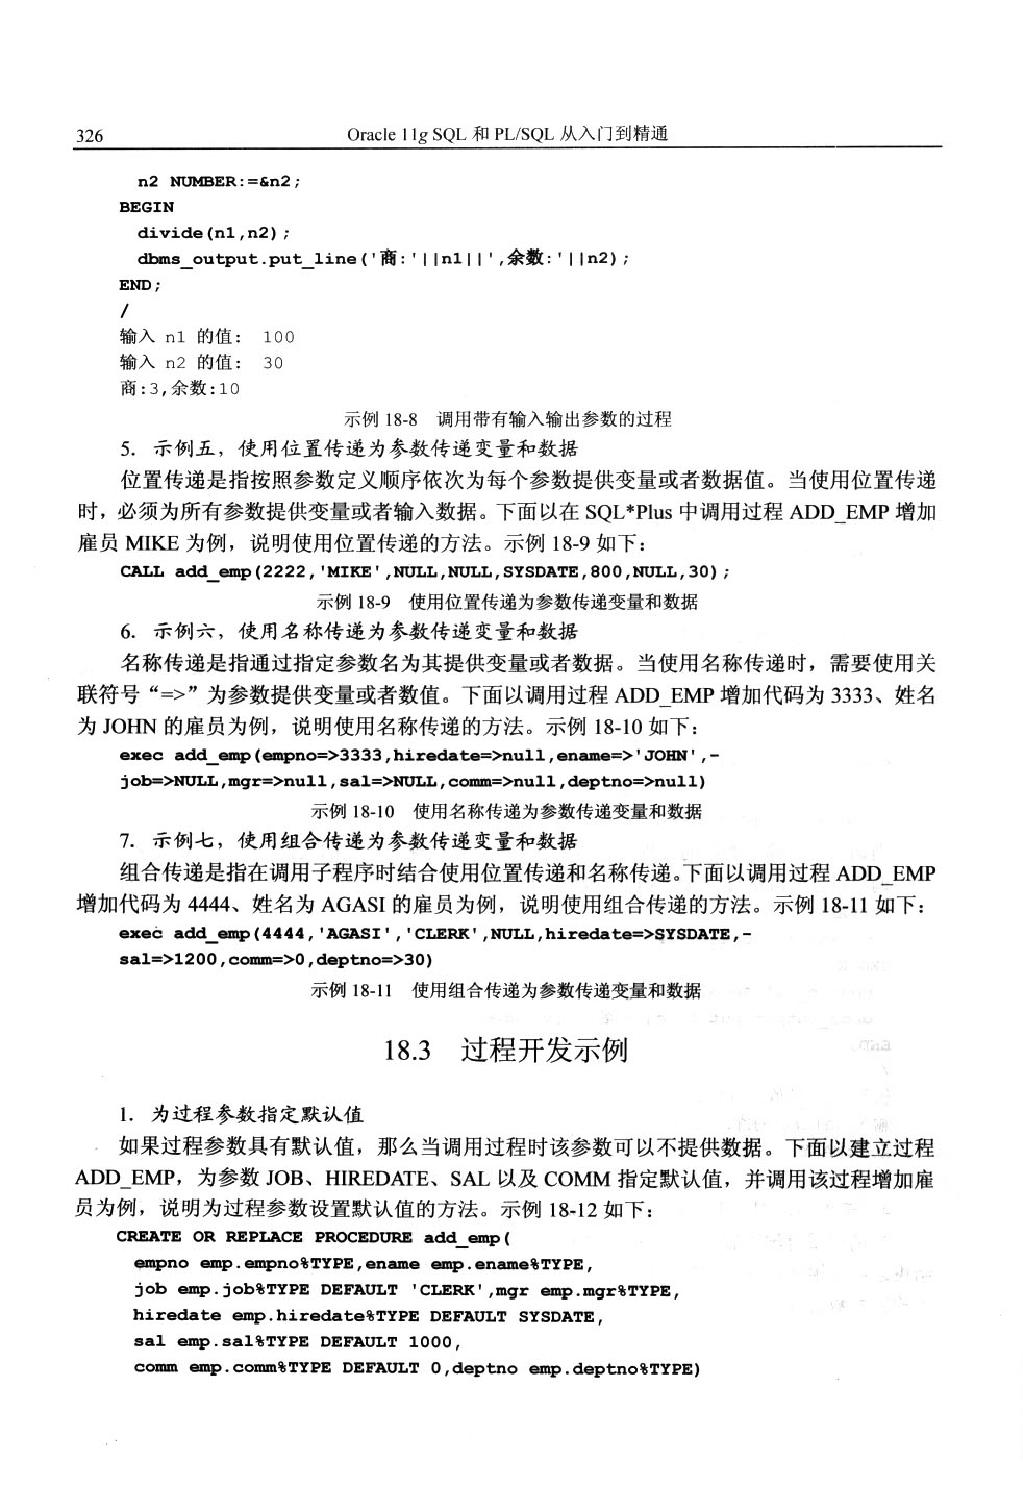 326 Oracle 11g SQL 和 PL/SQL 从入门到精通
n2 NUMBER:=&n2;
BEGIN
divide(n1,n2);
dbms_output.put_line('商:'||n1||',余数:'||n2);
END;
/
输入 n1 的值: 100
输入 n2 的值: 30
商:3,余数:10
示例 18-8 调用带有输入输出参数的过程
5. 示例五，使用位置传递为参数传递变量和数据
位置传递是指按照参数定义顺序依次为每个参数提供变量或者数据值。当使用位置传递
时，必须为所有参数提供变量或者输入数据。下面以在 SQL*Plus 中调用过程 ADD_EMP 增加
雇员 MIKE 为例，说明使用位置传递的方法。示例 18-9 如下：
CALL add_emp(2222,'MIKE',NULL,NULL,SYSDATE,800,NULL,30);
示例 18-9 使用位置传递为参数传递变量和数据
6. 示例六，使用名称传递为参数传递变量和数据
名称传递是指通过指定参数名为其提供变量或者数据。当使用名称传递时，需要使用关
联符号“=>”为参数提供变量或者数值。下面以调用过程 ADD_EMP 增加代码为 3333、姓名
为 JOHN 的雇员为例，说明使用名称传递的方法。示例 18-10 如下：
exec add_emp(empno=>3333,hiredate=>null,ename=>'JOHN',-
job=>NULL,mgr=>null,sal=>NULL,comm=>null,deptno=>null)
示例 18-10 使用名称传递为参数传递变量和数据
7. 示例七，使用组合传递为参数传递变量和数据
组合传递是指在调用子程序时结合使用位置传递和名称传递。下面以调用过程 ADD_EMP
增加代码为 4444、姓名为 AGASI 的雇员为例，说明使用组合传递的方法。示例 18-11 如下：
exec add_emp(4444,'AGASI','CLERK',NULL,hiredate=>SYSDATE,-
sal=>1200,comm=>0,deptno=>30)
示例 18-11 使用组合传递为参数传递变量和数据
18.3 过程开发示例
1. 为过程参数指定默认值
如果过程参数具有默认值，那么当调用过程时该参数可以不提供数据。下面以建立过程
ADD_EMP，为参数 JOB、HIREDATE、SAL 以及 COMM 指定默认值，并调用该过程增加雇
员为例，说明为过程参数设置默认值的方法。示例 18-12 如下：
CREATE OR REPLACE PROCEDURE add_emp(
empno emp.empno%TYPE,ename emp.ename%TYPE,
job emp.job%TYPE DEFAULT 'CLERK',mgr emp.mgr%TYPE,
hiredate emp.hiredate%TYPE DEFAULT SYSDATE,
sal emp.sal%TYPE DEFAULT 1000,
comm emp.comm%TYPE DEFAULT 0,deptno emp.deptno%TYPE)